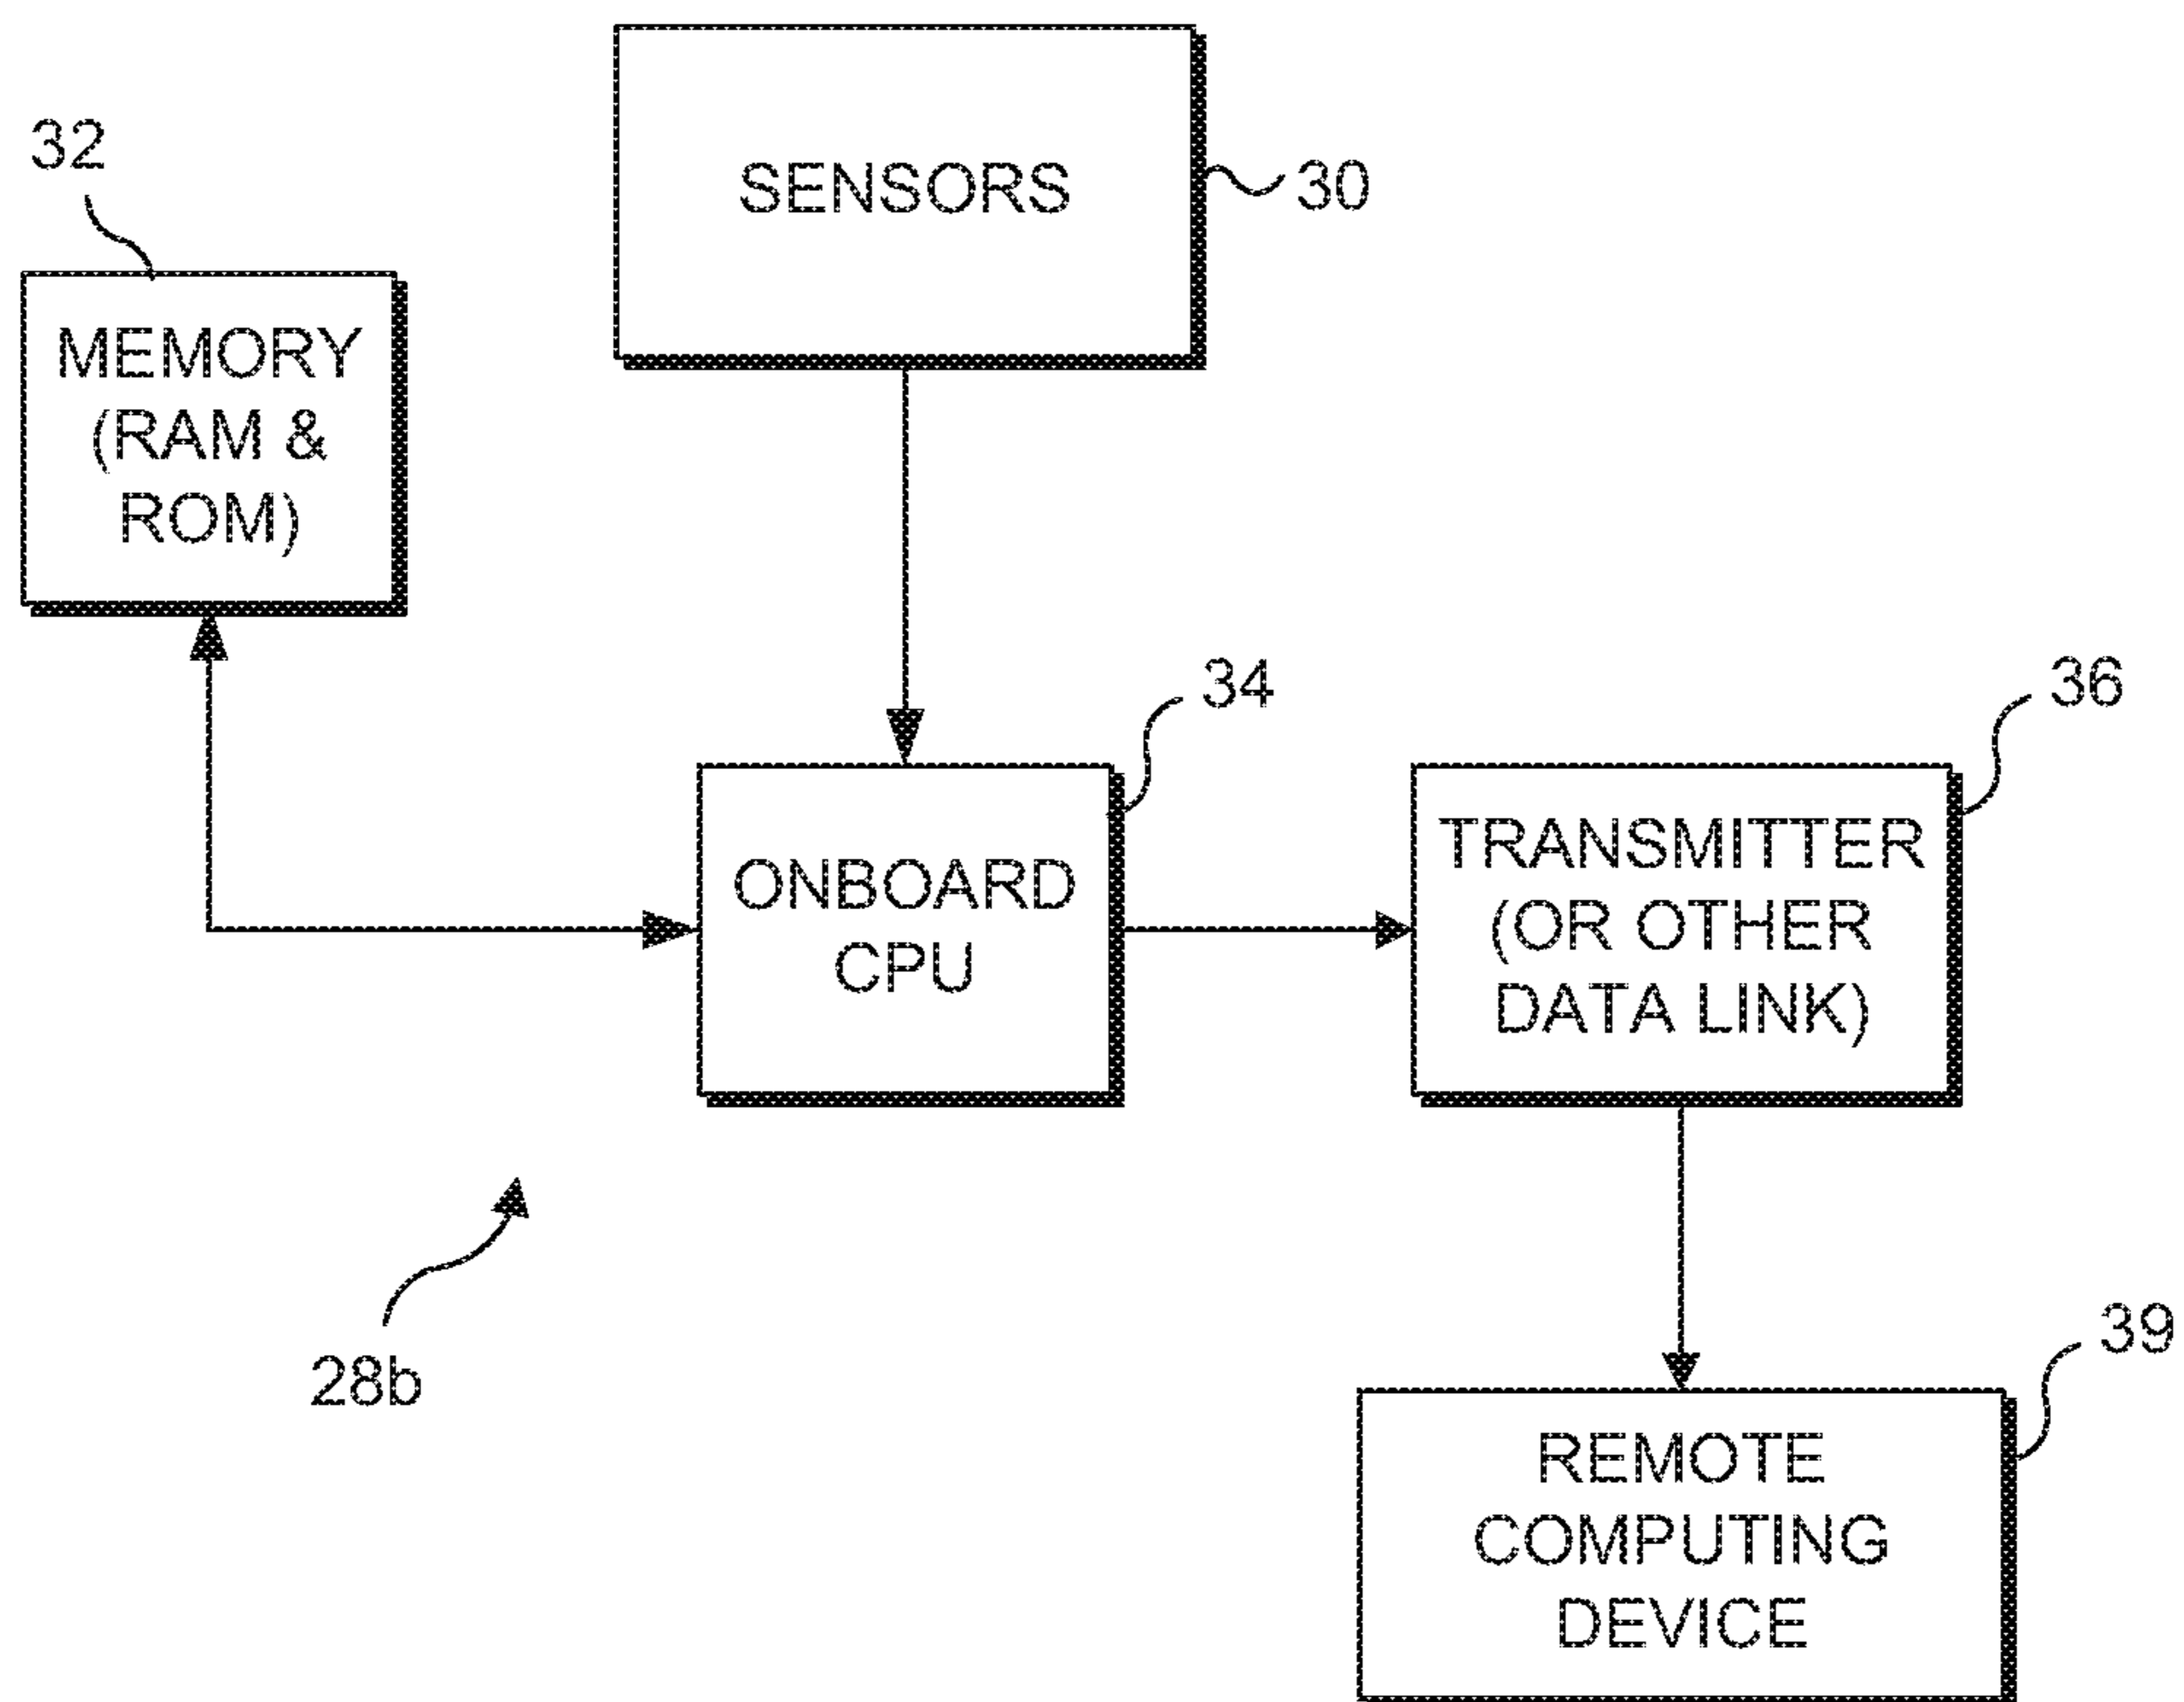 SENSORS
30
32
MEMORY
(RAM &
ROM)
34
ONBOARD
CPU
36
TRANSMITTER
(OR OTHER
DATA LINK)
28b
39
REMOTE
COMPUTING
DEVICE